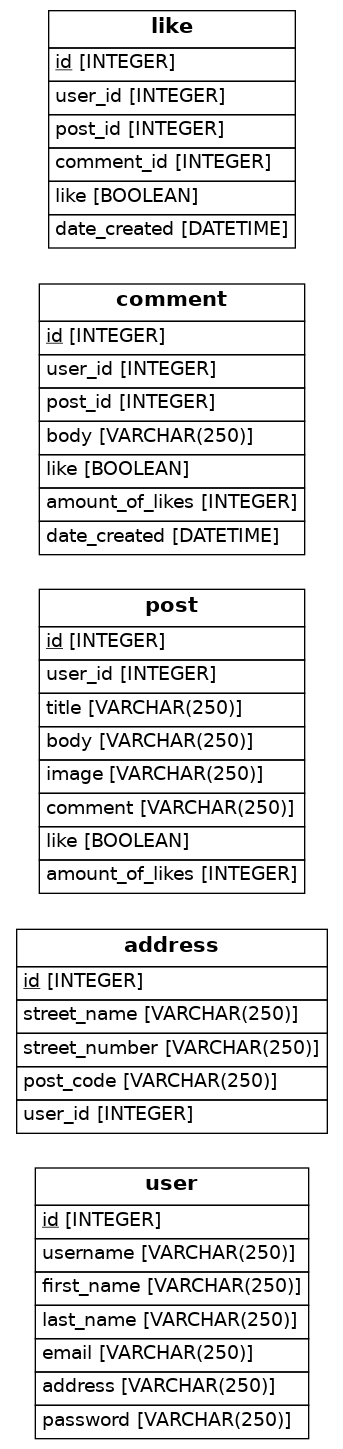 like
id [INTEGER]
user_id [INTEGER]
post_id [INTEGER]
comment_id [INTEGER]
like [BOOLEAN]
date_created [DATETIME]
comment
id [INTEGER]
user_id [INTEGER]
post_id [INTEGER]
body [VARCHAR(250)]
like [BOOLEAN]
amount_of_likes [INTEGER]
date_created [DATETIME]
post
id [INTEGER]
user_id [INTEGER]
title [VARCHAR(250)]
body [VARCHAR(250)]
image [VARCHAR(250)]
comment [VARCHAR(250)]
like [BOOLEAN]
amount_of_likes [INTEGER]
address
id [INTEGER]
street_name [VARCHAR(250)]
street_number [VARCHAR(250)]
post_code [VARCHAR(250)]
user_id [INTEGER]
user
id [INTEGER]
username [VARCHAR(250)]
first_name [VARCHAR(250)]
last_name [VARCHAR(250)]
email [VARCHAR(250)]
address [VARCHAR(250)]
password [VARCHAR(250)]